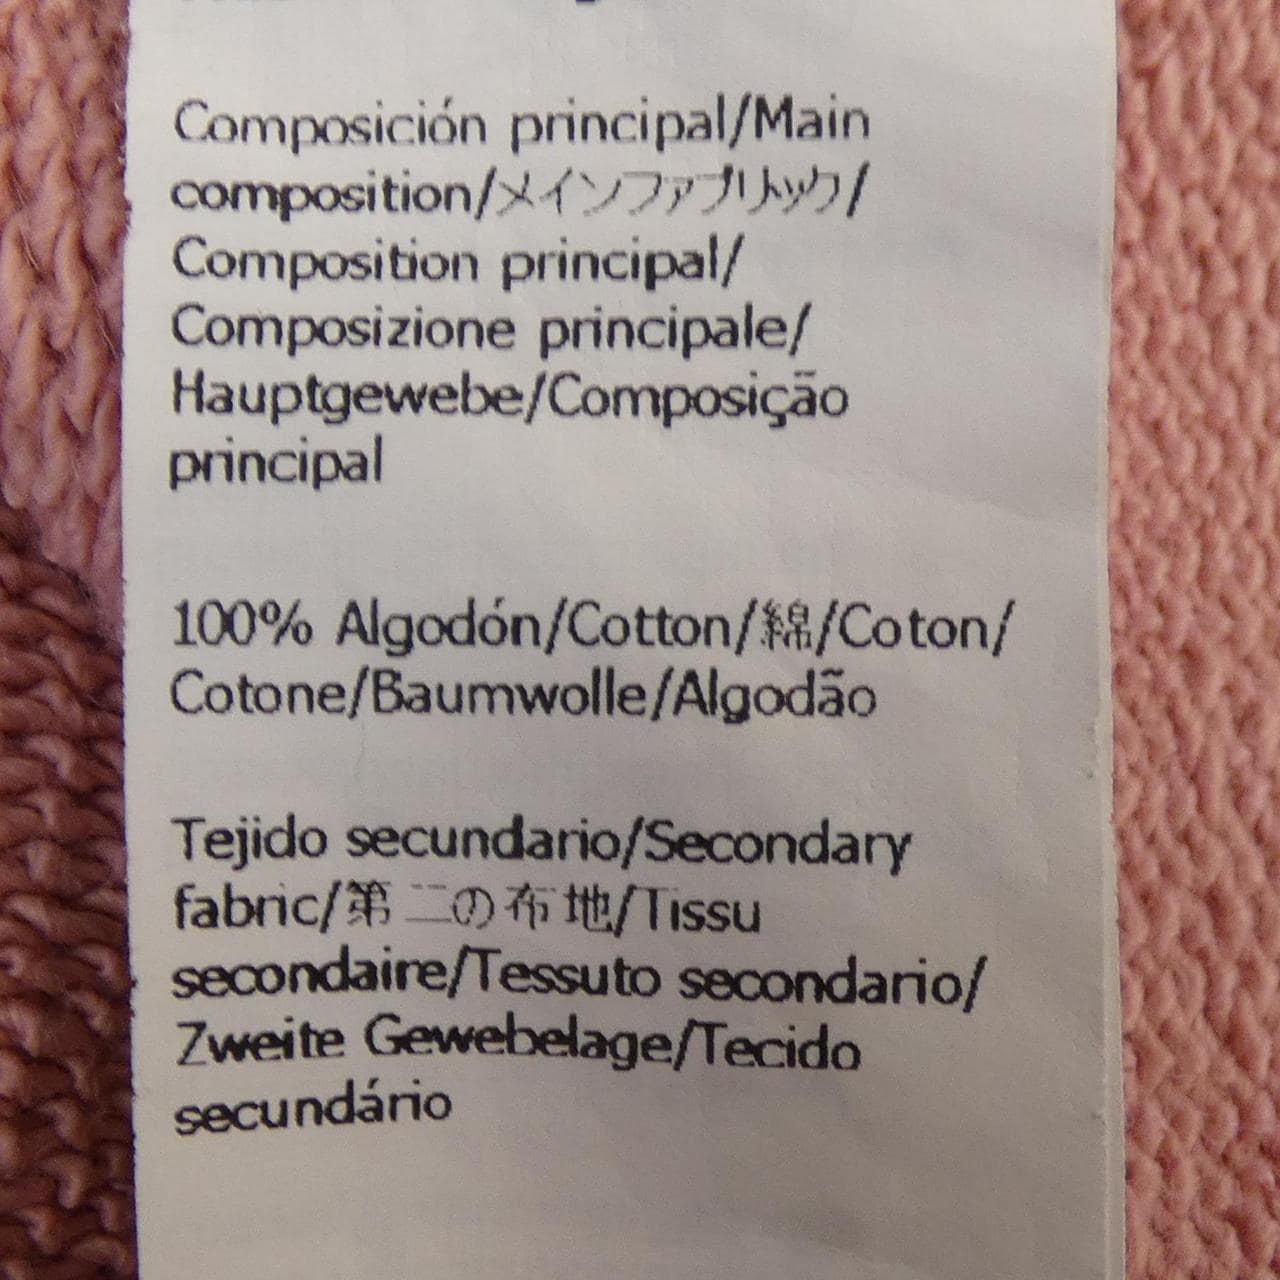 Composición principal/Main
composition/メインファブリック/
Composition principal/
Composizione principale/
Hauptgewebe/Composição
principal
100% Algodón/Cotton/綿/Coton/
Cotone/Baumwolle/Algodão
Tejido secundario/Secondary
fabric/第二の布地/Tissu
secondaire/Tessuto secondario/
Zweite Gewebelage/Tecido
secundário